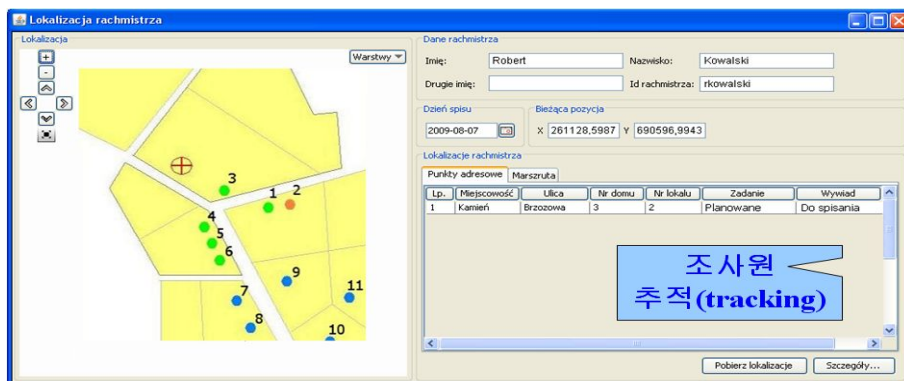 Lokalizacja rachmistrza
Lokalizacja
+
-
Warstwy
3
1
2
4
5
6
9
11
7
8
10
Dane rachmistrza
Imię: Robert Nazwisko: Kowalski
Drugie imię: Id rachmistrza: rkowalski
Dzień spisu
2009-08-07
Bieżąca pozycja
X 261128,5987 Y 690596,9943
Lokalizacje rachmistrza
Punkty adresowe Marszruta
Lp. Miejscowość Ulica Nr domu Nr lokalu Zadanie Wywiad
1 Kamień Brzozowa 3 2 Planowane Do spisania
조사원
추적(tracking)
Pobierz lokalizacje Szczegóły...